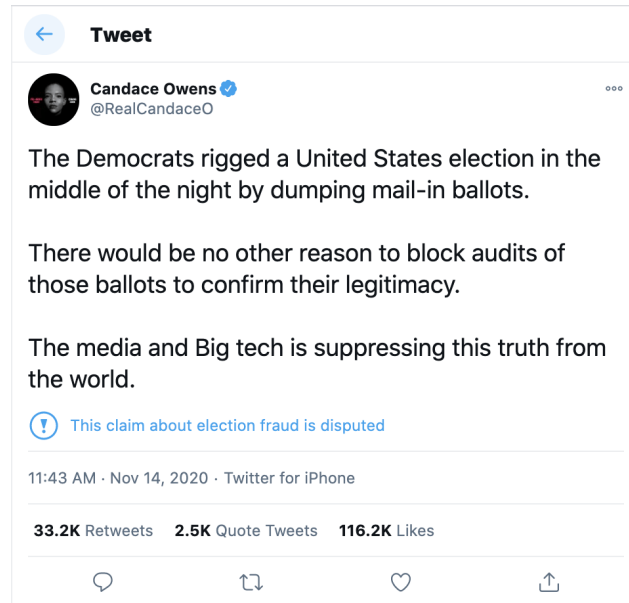 Tweet
Candace Owens
@RealCandaceO
The Democrats rigged a United States election in the
middle of the night by dumping mail-in ballots.
There would be no other reason to block audits of
those ballots to confirm their legitimacy.
The media and Big tech is suppressing this truth from
the world.
This claim about election fraud is disputed
11:43 AM · Nov 14, 2020 · Twitter for iPhone
33.2K Retweets 2.5K Quote Tweets 116.2K Likes